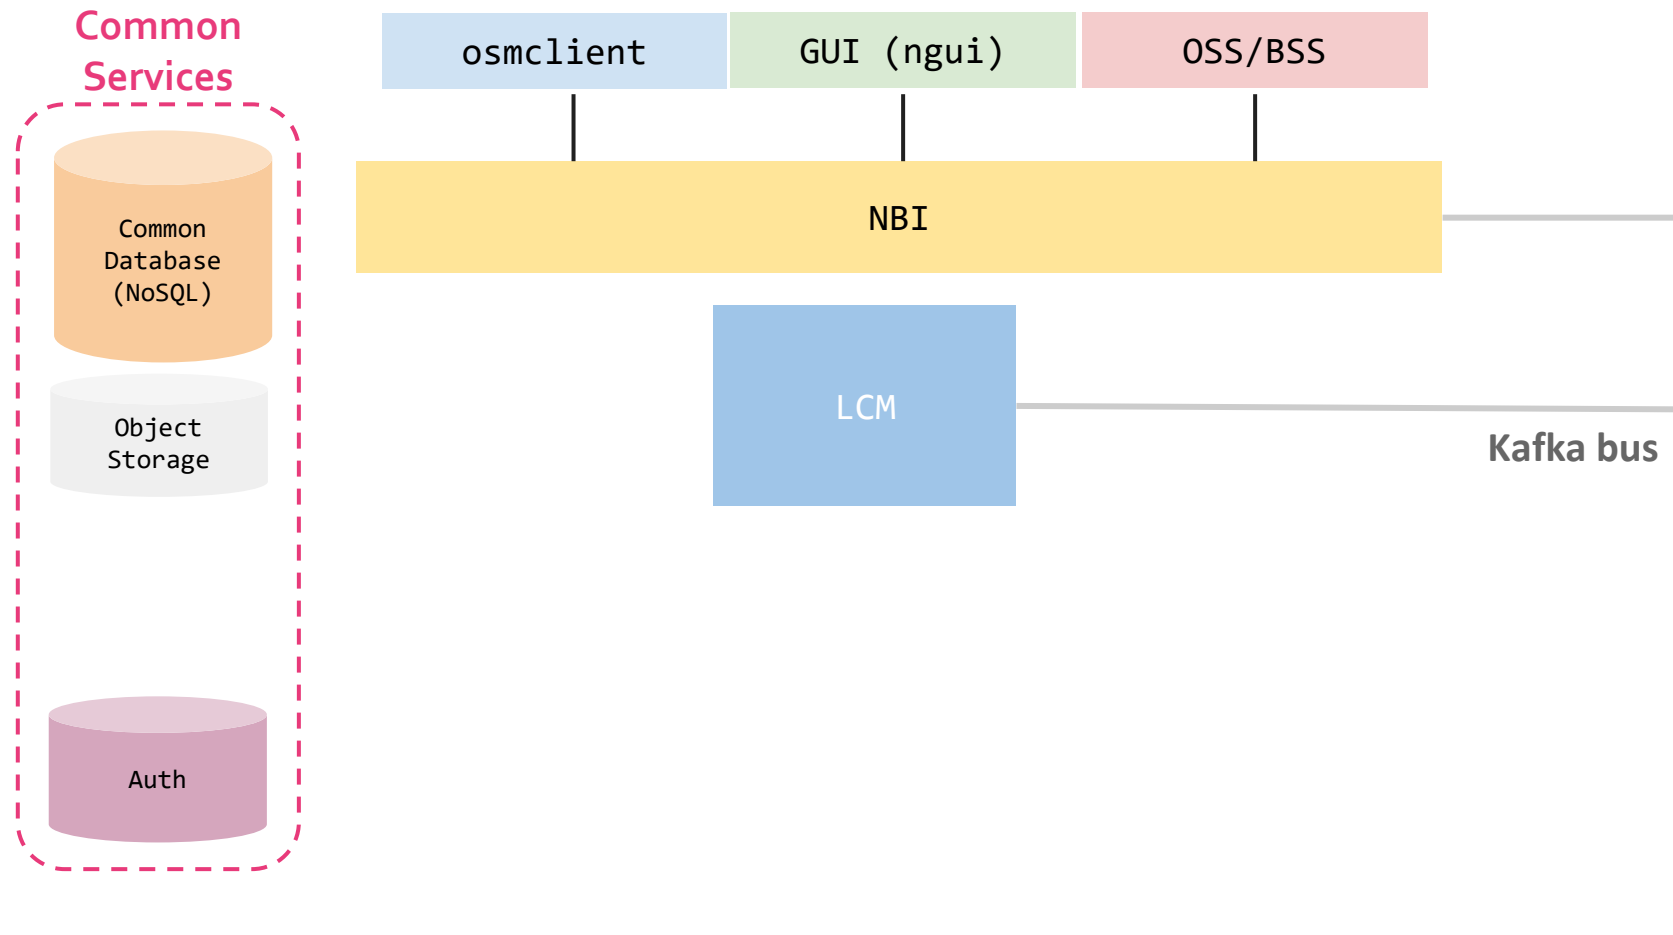 Common
Services
osmclient
GUI (ngui)
OSS/BSS
Common
Database
(NoSQL)
NBI
Object
Storage
LCM
Kafka bus
Auth